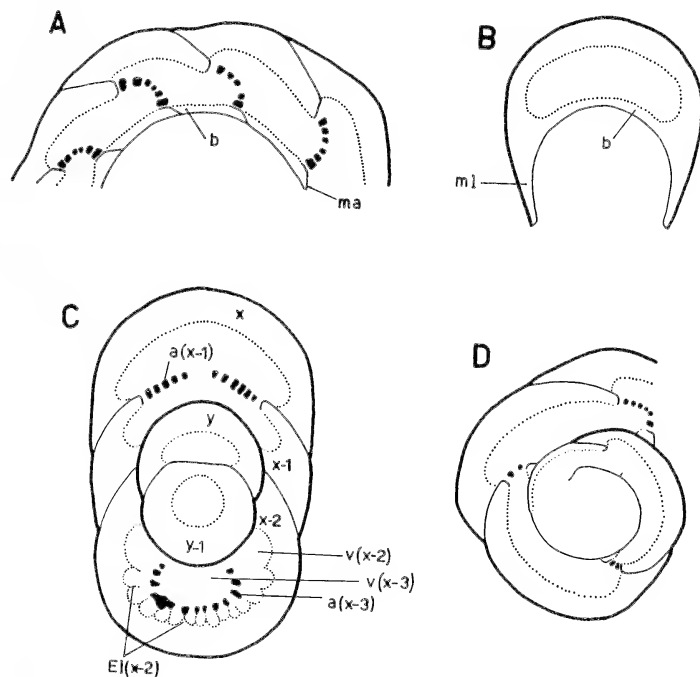 A
b
ma
B
b
ml
C
x
a(x-1)
y
x-1
x-2
y-1
v(x-2)
v(x-3)
a(x-3)
El(x-2)
D